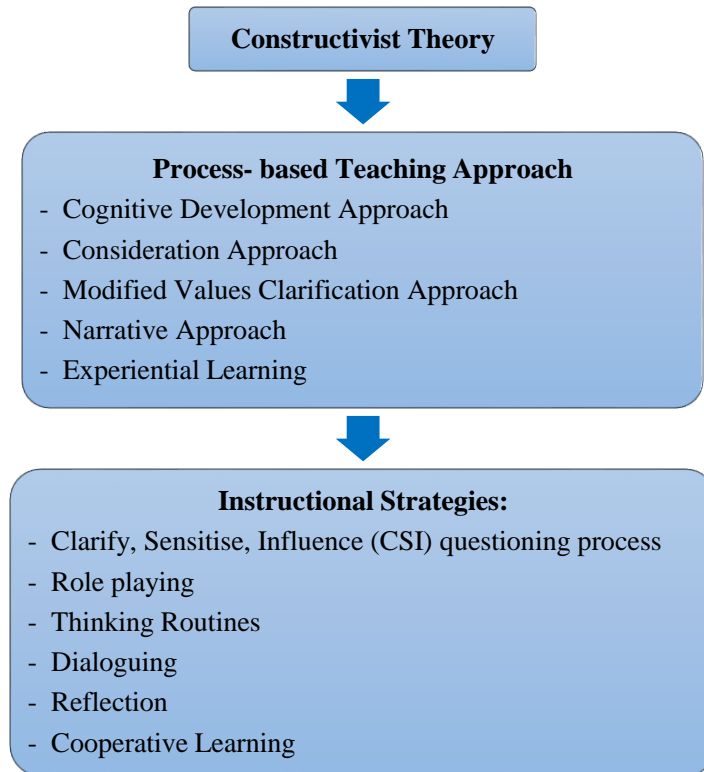 Constructivist Theory
Process- based Teaching Approach
- Cognitive Development Approach
- Consideration Approach
- Modified Values Clarification Approach
- Narrative Approach
- Experiential Learning
Instructional Strategies:
- Clarify, Sensitise, Influence (CSI) questioning process
- Role playing
- Thinking Routines
- Dialoguing
- Reflection
- Cooperative Learning